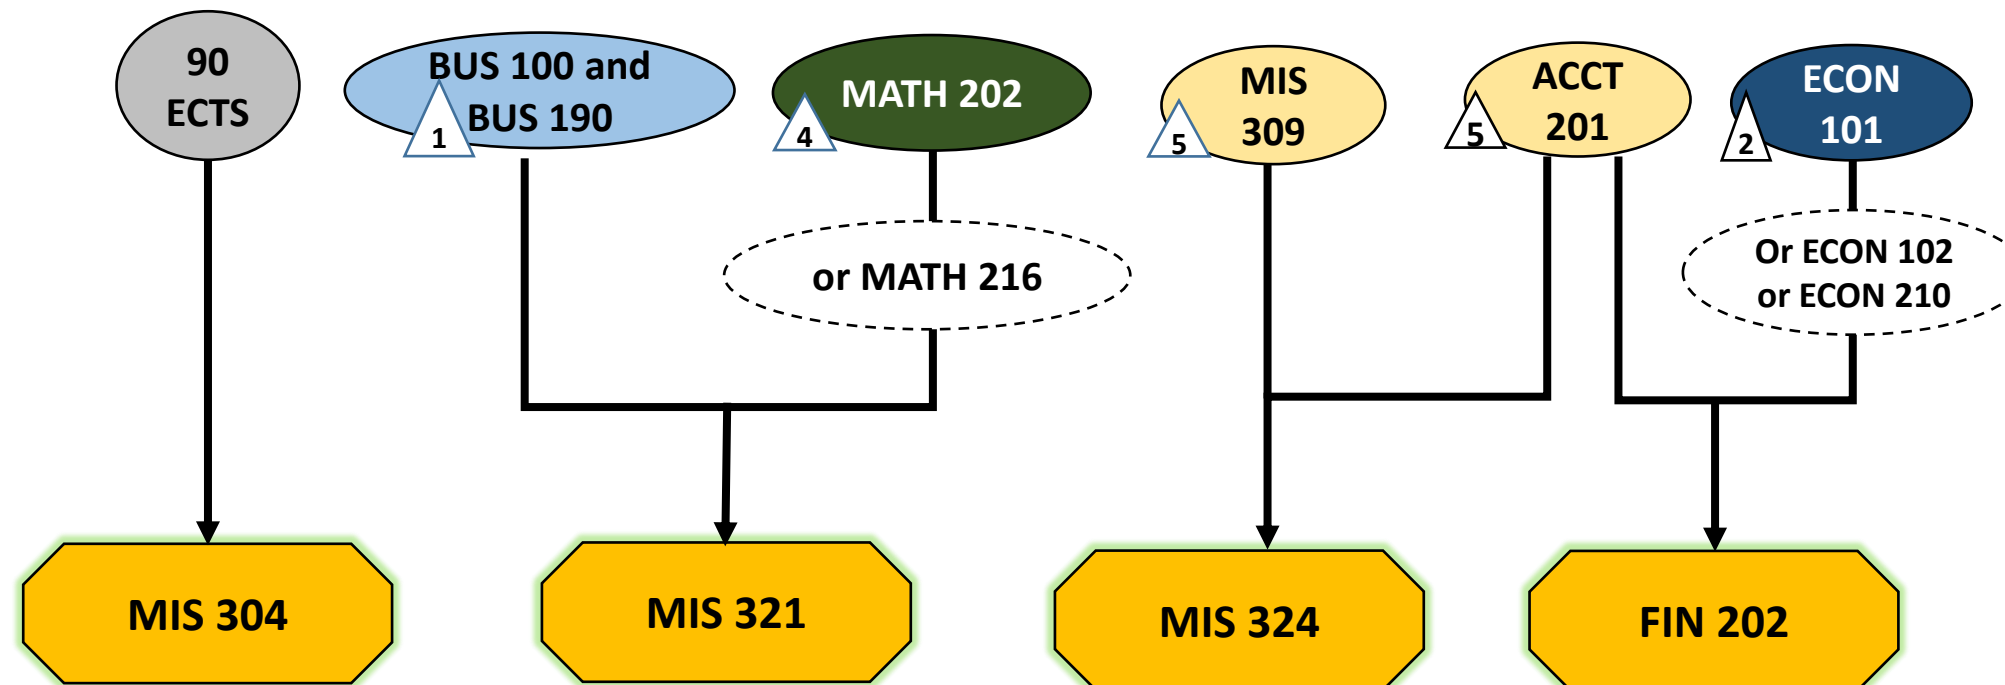 90
ECTS
BUS 100 and
BUS 190
1
MATH 202
4
or MATH 216
MIS
309
5
ACCT
201
5
ECON
101
2
Or ECON 102
or ECON 210
MIS 304
MIS 321
MIS 324
FIN 202